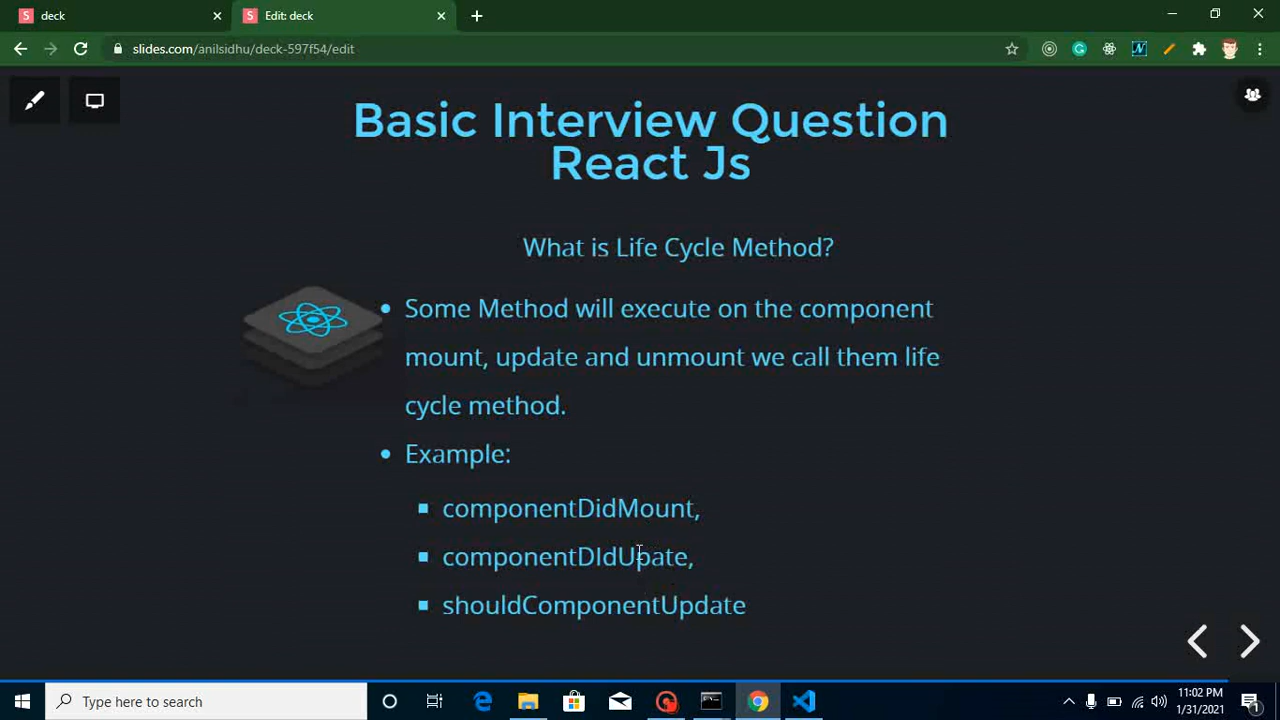 deck
Edit: deck
slides.com/anilsidhu/deck-597f54/edit
Basic Interview Question
React Js
What is Life Cycle Method?
Some Method will execute on the component
mount, update and unmount we call them life
cycle method.
Example:
componentDidMount,
componentDIdUpate,
shouldComponentUpdate
Type here to search
11:02 PM
1/31/2021